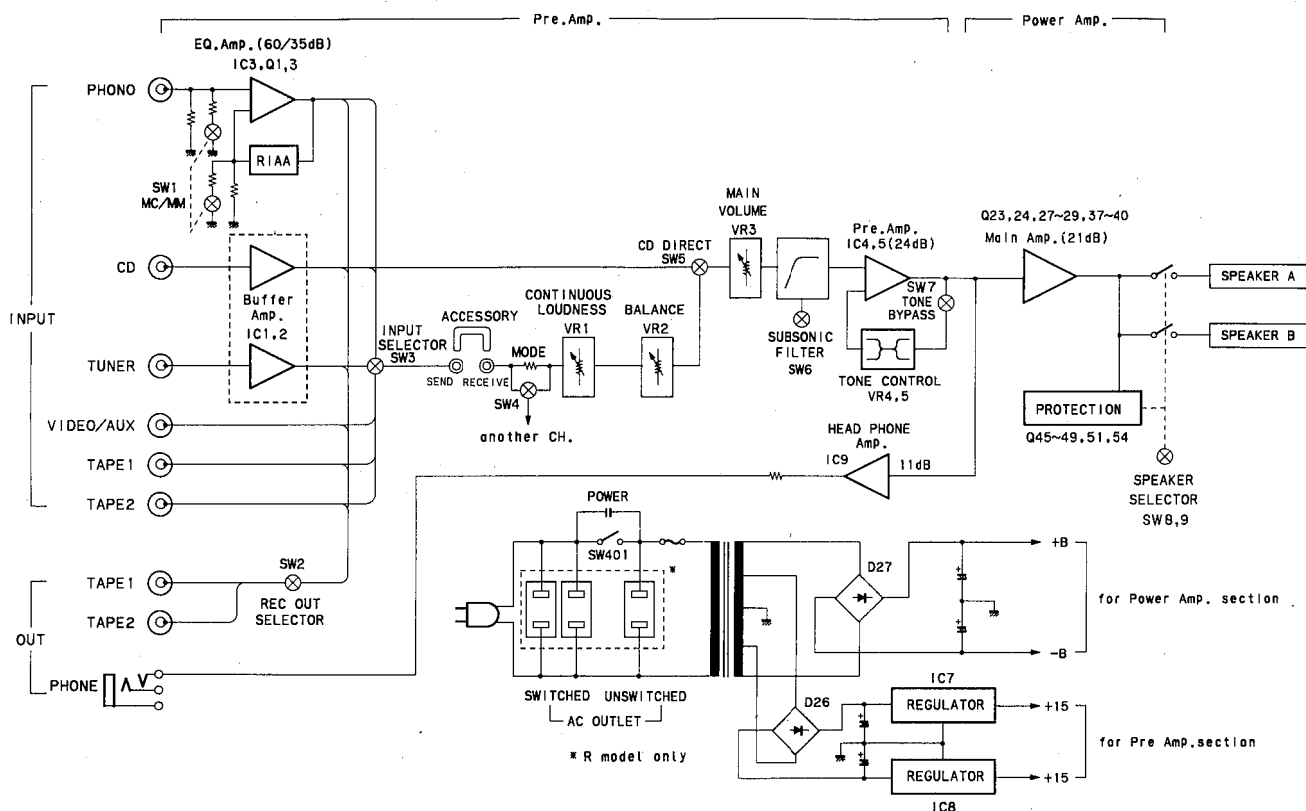 Pre.Amp.
Power Amp.
EQ.Amp.(60/35dB)
IC3,Q1,3
PHONO
RIAA
SW1
MC/MM
MAIN
VOLUME
VR3
Q23,24,27~29,37~40
Main Amp.(21dB)
Pre.Amp.
IC4,5(24dB)
CD DIRECT
SW5
CD
SPEAKER A
SW7
TONE
BYPASS
Buffer
Amp.
IC1,2
CONTINUOUS
LOUDNESS
VR1
BALANCE
VR2
INPUT
ACCESSORY
INPUT
SELECTOR
SW3
SPEAKER B
SUBSONIC
FILTER
SW6
MODE
TUNER
SEND
RECEIVE
TONE CONTROL
VR4,5
SW4
PROTECTION
Q45~49,51,54
VIDEO/AUX
another CH.
HEAD PHONE
Amp.
IC9
11dB
TAPE1
SPEAKER
SELECTOR
SW8,9
TAPE2
POWER
SW401
*
D27
+B
SW2
TAPE1
REC OUT
SELECTOR
TAPE2
OUT
for Power Amp. section
-B
PHONE
SWITCHED
UNSWITCHED
AC OUTLET
* R model only
D26
IC7
REGULATOR
+15
for Pre Amp.section
REGULATOR
+15
IC8